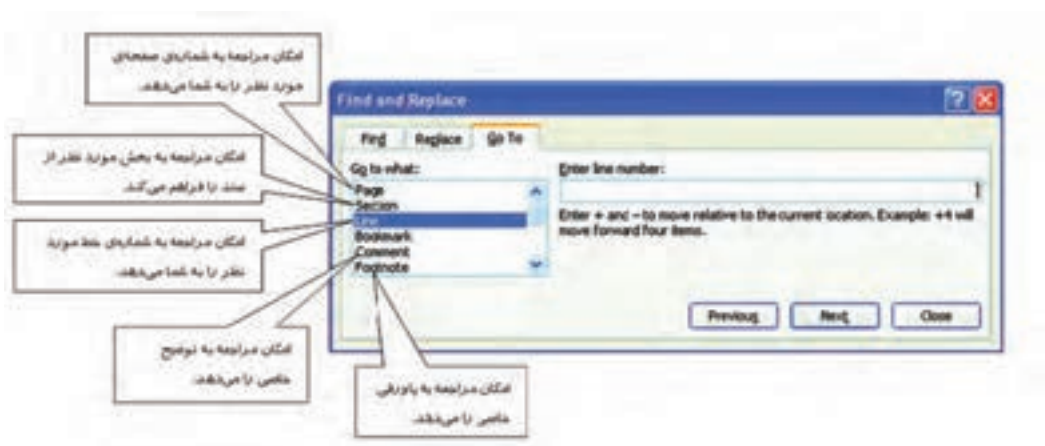 امکان مراجعه به شماره‌ی صفحه‌ی
مورد نظر را به شما می‌دهد.
امکان مراجعه به بخش مورد نظر از
سند را فراهم می‌کند.
امکان مراجعه به شماره‌ی خط مورد
نظر را به شما می‌دهد.
امکان مراجعه به توضیح
خاصی را می‌دهد.
امکان مراجعه به پاورقی
خاصی را می‌دهد.
Find and Replace
Find Replace Go To
Go to what:
Page
Section
Line
Bookmark
Comment
Footnote
Enter line number:
Enter + and – to move relative to the current location. Example: +4 will
move forward four items.
Previous Next Close